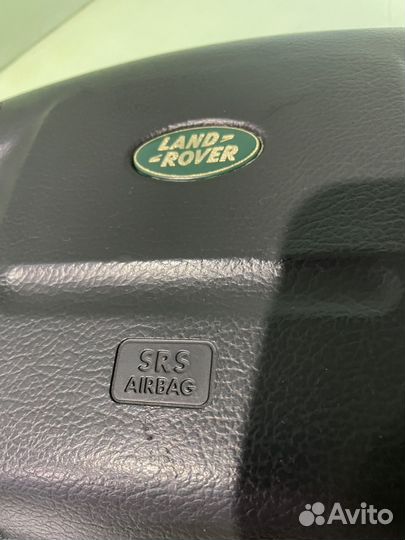 LAND-
-ROVER
SRS
AIRBAG
Avito